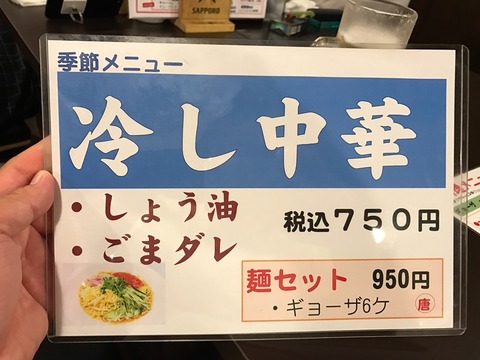 SAPPORO
季節メニュー
冷し中華
・しょう油
・ごまダレ
税込750円
麺セット 950円
・ギョーザ6ケ 唐